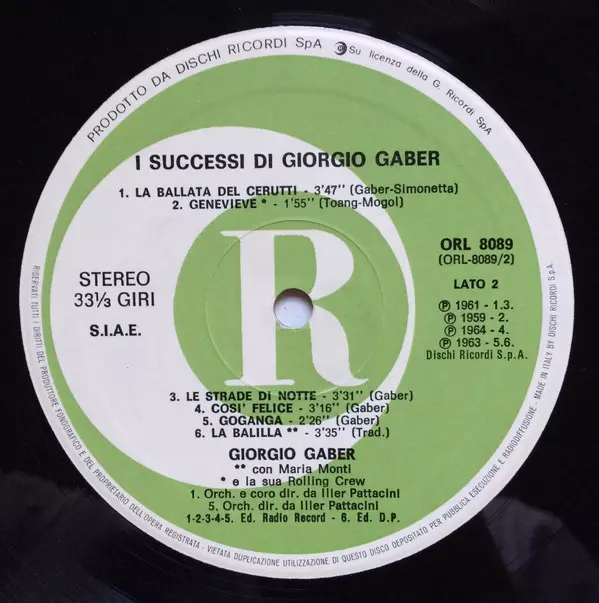 PRODOTTO DA DISCHI RICORDI SpA
Su licenza della G. Ricordi SpA
I SUCCESSI DI GIORGIO GABER
1. LA BALLATA DEL CERUTTI - 3'47'' (Gaber-Simonetta)
2. GENEVIEVE * - 1'55'' (Toang-Mogol)
R
STEREO
33⅓ GIRI
S.I.A.E.
ORL 8089
(ORL-8089/2)
LATO 2
Ⓟ 1961 - 1.3.
Ⓟ 1959 - 2.
Ⓟ 1964 - 4.
Ⓟ 1963 - 5.6.
Dischi Ricordi S.p.A.
3. LE STRADE DI NOTTE - 3'31'' (Gaber)
4. COSI' FELICE - 3'16'' (Gaber)
5. GOGANGA - 2'26'' (Gaber)
6. LA BALILLA ** - 3'35'' (Trad.)
GIORGIO GABER
** con Maria Monti
* e la sua Rolling Crew
1. Orch. e coro dir. da Iller Pattacini
5. Orch. dir. da Iller Pattacini
1-2-3-4-5. Ed. Radio Record - 6. Ed. D.P.
RISERVATI TUTTI I DIRITTI DEL PRODUTTORE FONOGRAFICO E DEL PROPRIETARIO DELL'OPERA REGISTRATA - VIETATA DUPLICAZIONE UTILIZZAZIONE DI QUESTO DISCO DEPOSITATO PER PUBBLICA ESECUZIONE E RADIODIFFUSIONE - MADE IN ITALY BY DISCHI RICORDI S.p.A.